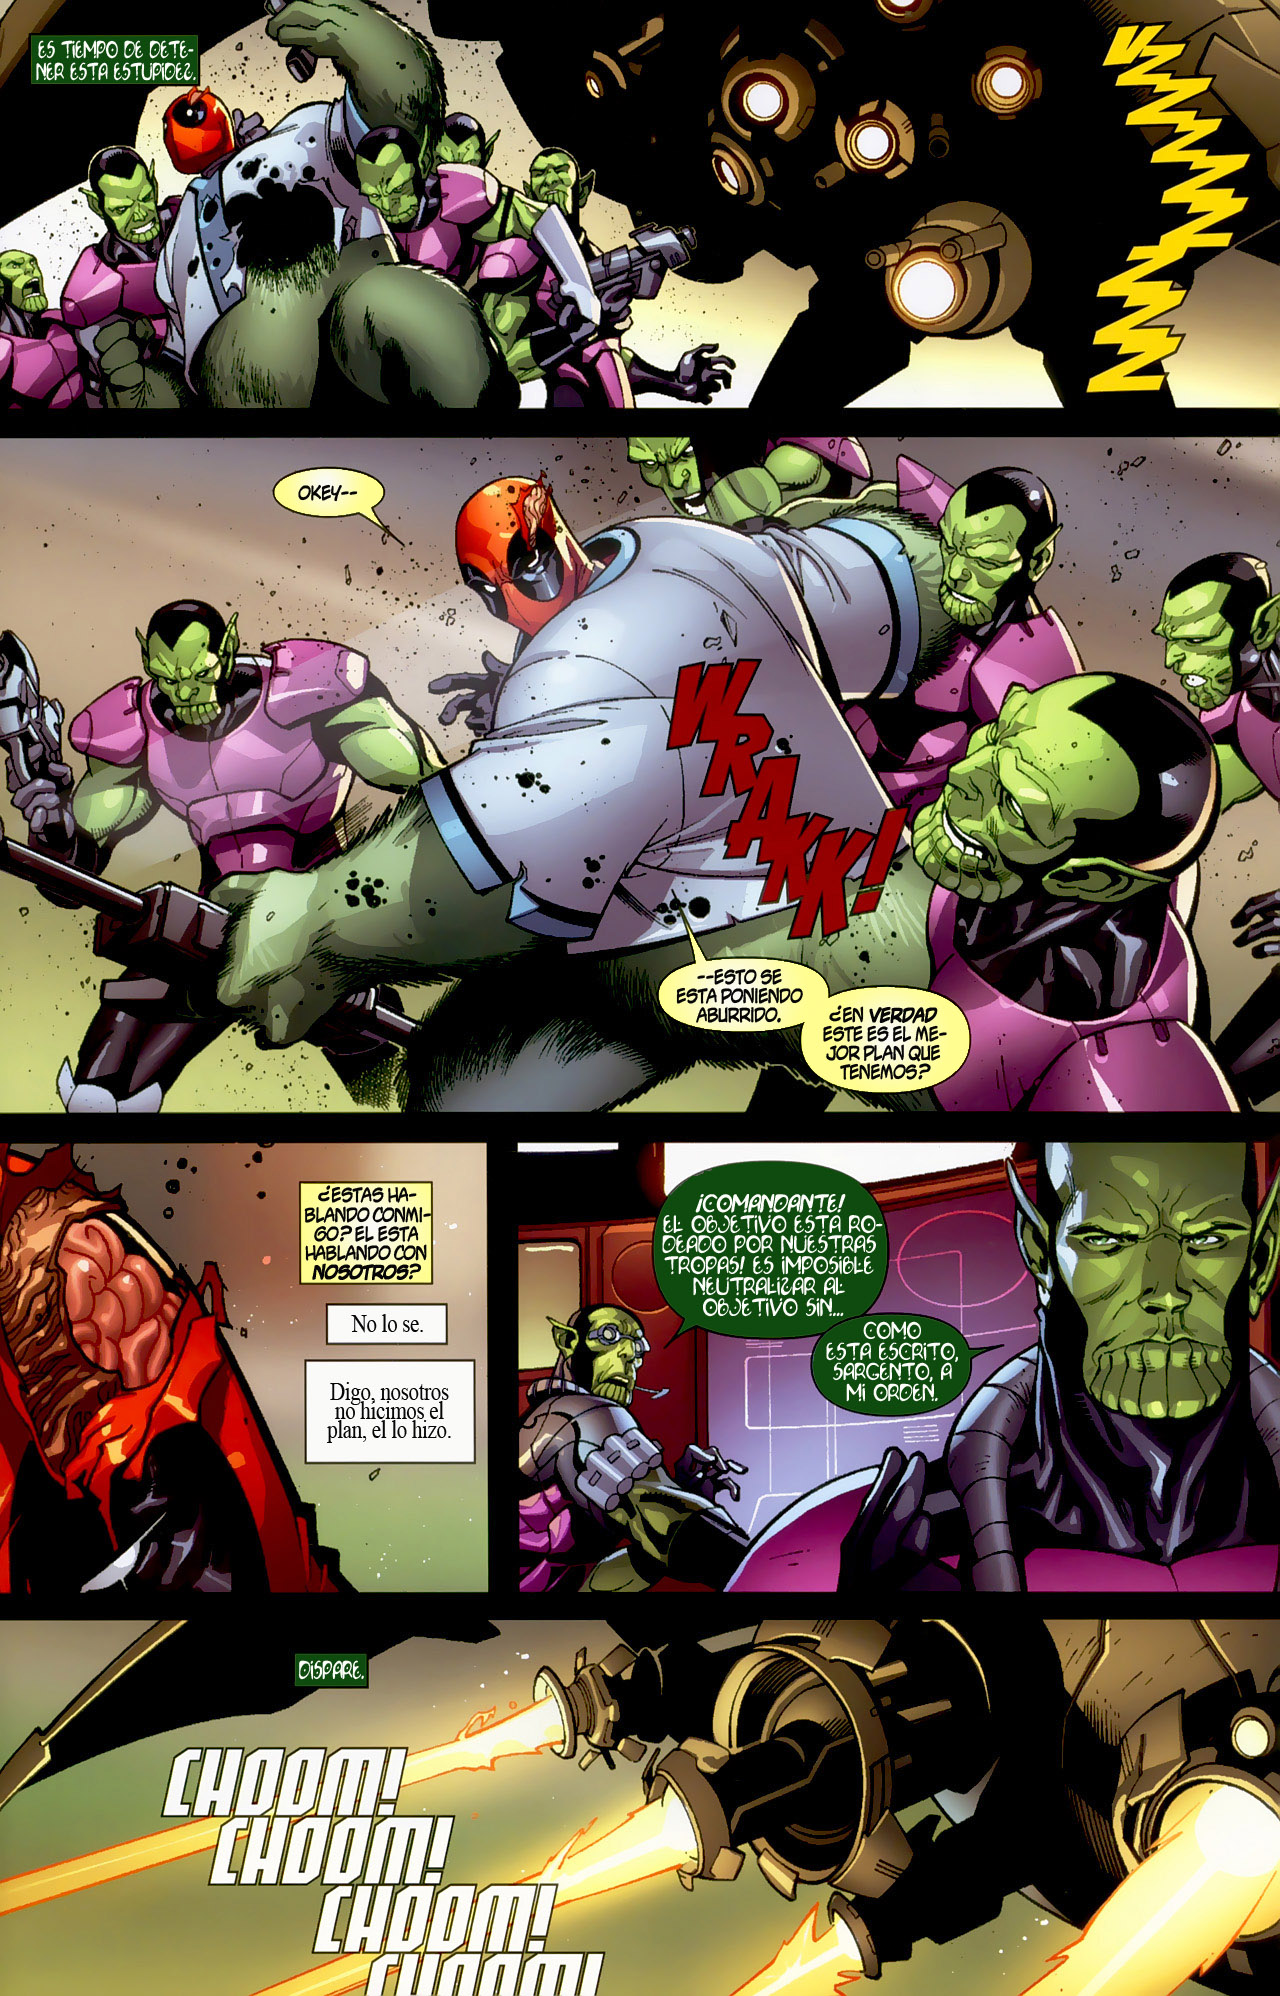 ES TIEMPO DE DETE-
NER ESTA ESTUPIDEZ.
VZZZZZZZZZ
OKEY--
WRAKK!
--ESTO SE
ESTA PONIENDO
ABURRIDO.
¿EN VERDAD
ESTE ES EL ME-
JOR PLAN QUE
TENEMOS?
¿ESTAS HA-
BLANDO CONMI-
GO? EL ESTA
HABLANDO CON
NOSOTROS?
No lo se.
Digo, nosotros
no hicimos el
plan, el lo hizo.
¡COMANDANTE!
EL OBJETIVO ESTA RO-
DEADO POR NUESTRAS
TROPAS! ES IMPOSIBLE
NEUTRALIZAR AL
OBJETIVO SIN...
COMO
ESTA ESCRITO,
SARGENTO, A
MI ORDEN.
DISPARE.
CHOOM!
CHOOM!
CHOOM!
CHOOM!